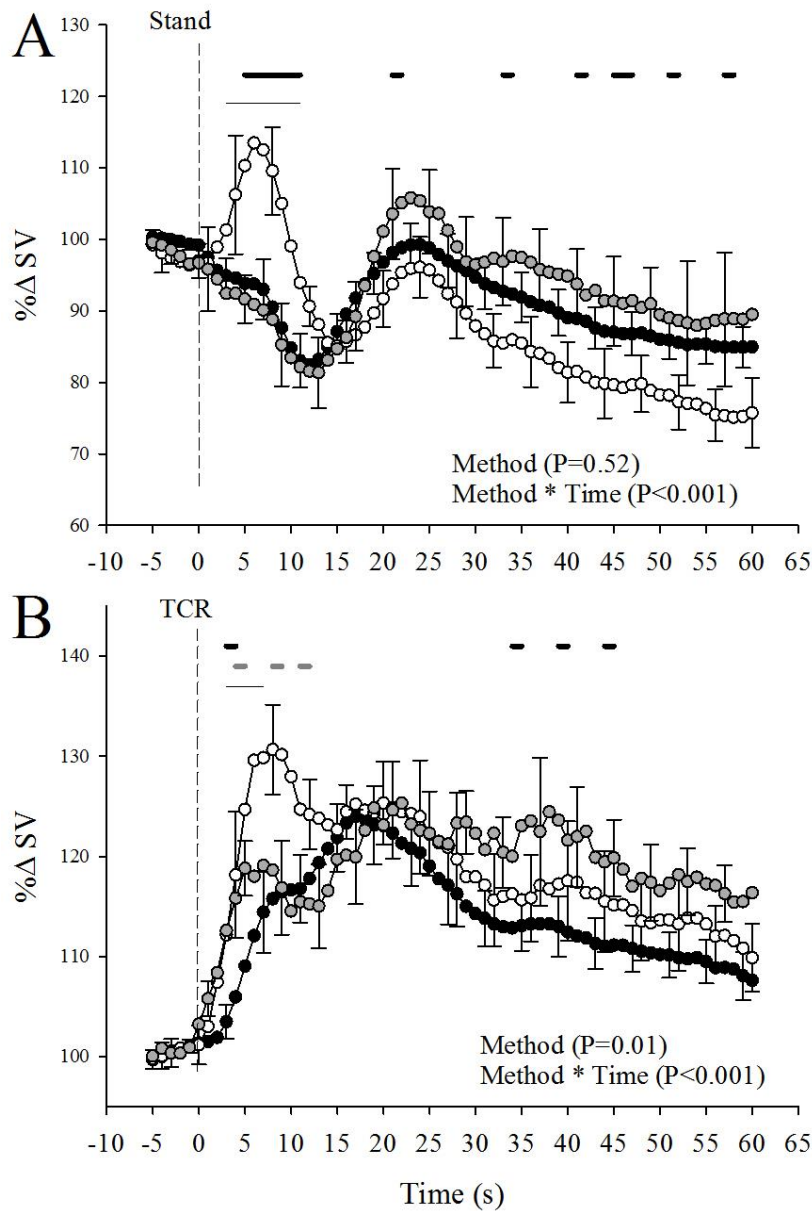 A
Stand
130
120
110
100
90
80
70
60
%Δ SV
Method (P=0.52)
Method * Time (P<0.001)
-10 -5 0 5 10 15 20 25 30 35 40 45 50 55 60 65
B
TCR
140
130
120
110
100
%Δ SV
Method (P=0.01)
Method * Time (P<0.001)
-10 -5 0 5 10 15 20 25 30 35 40 45 50 55 60 65
Time (s)